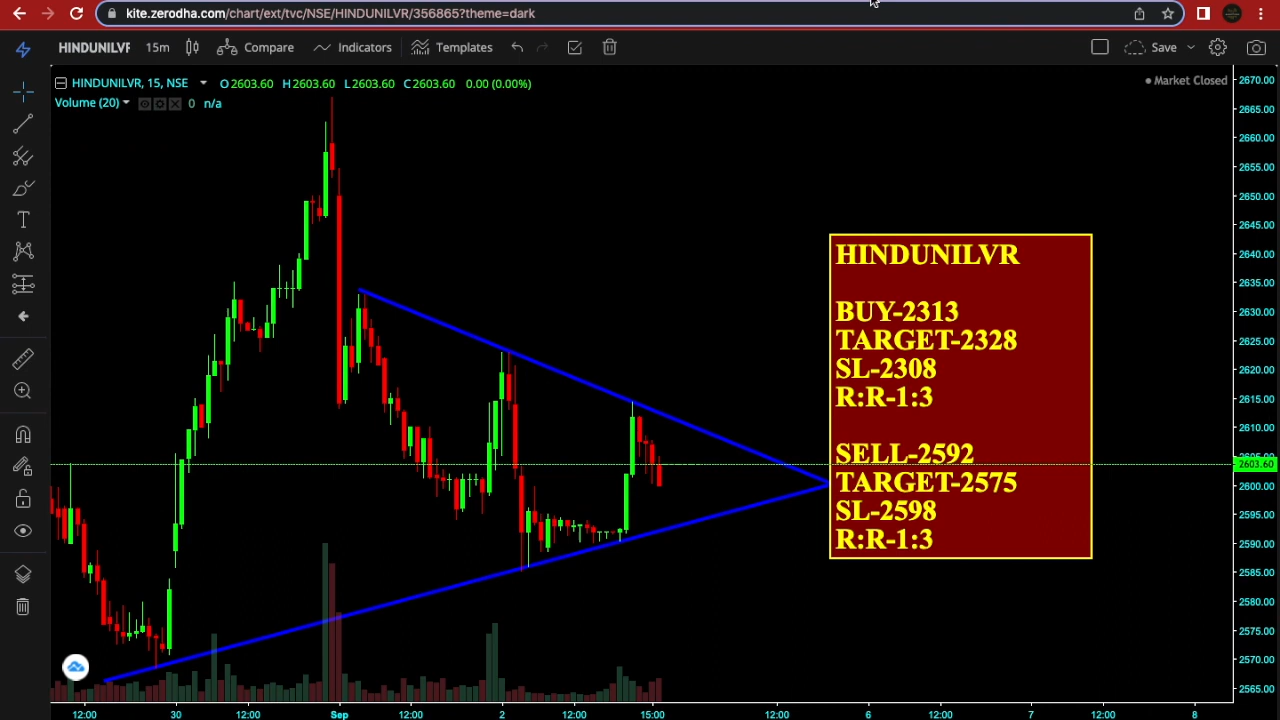 kite.zerodha.com/chart/ext/tvc/NSE/HINDUNILVR/356865?theme=dark
HINDUNILVR 15m Compare Indicators Templates Save
HINDUNILVR, 15, NSE O2603.60 H2603.60 L2603.60 C2603.60 0.00 (0.00%)
Market Closed
Volume (20) 0 n/a
2670.00
2665.00
2660.00
2655.00
2650.00
2645.00
2640.00
2635.00
2630.00
2625.00
2620.00
2615.00
2610.00
2605.00
2603.60
2600.00
2595.00
2590.00
2585.00
2580.00
2575.00
2570.00
2565.00
HINDUNILVR
BUY-2313
TARGET-2328
SL-2308
R:R-1:3
SELL-2592
TARGET-2575
SL-2598
R:R-1:3
12:00 30 12:00 Sep 12:00 2 12:00 15:00 12:00 6 12:00 7 12:00 8